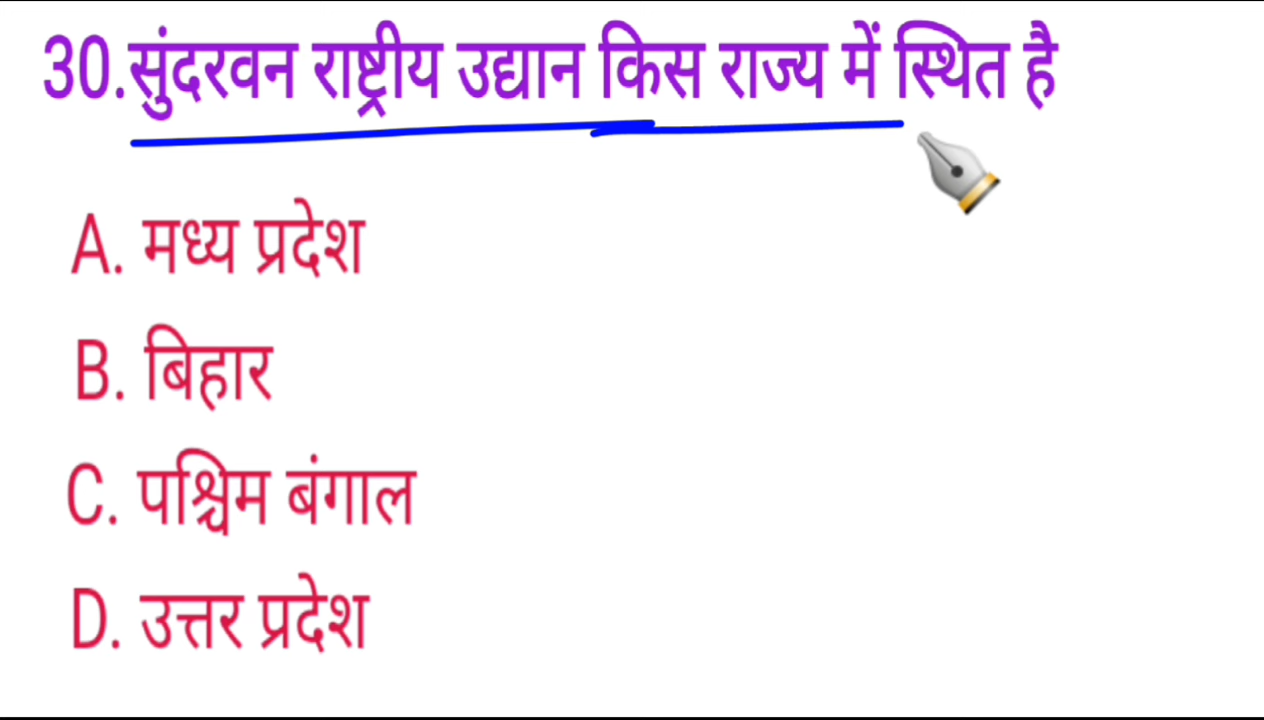 30.सुंदरवन राष्ट्रीय उद्यान किस राज्य में स्थित है
A. मध्य प्रदेश
B. बिहार
C. पश्चिम बंगाल
D. उत्तर प्रदेश